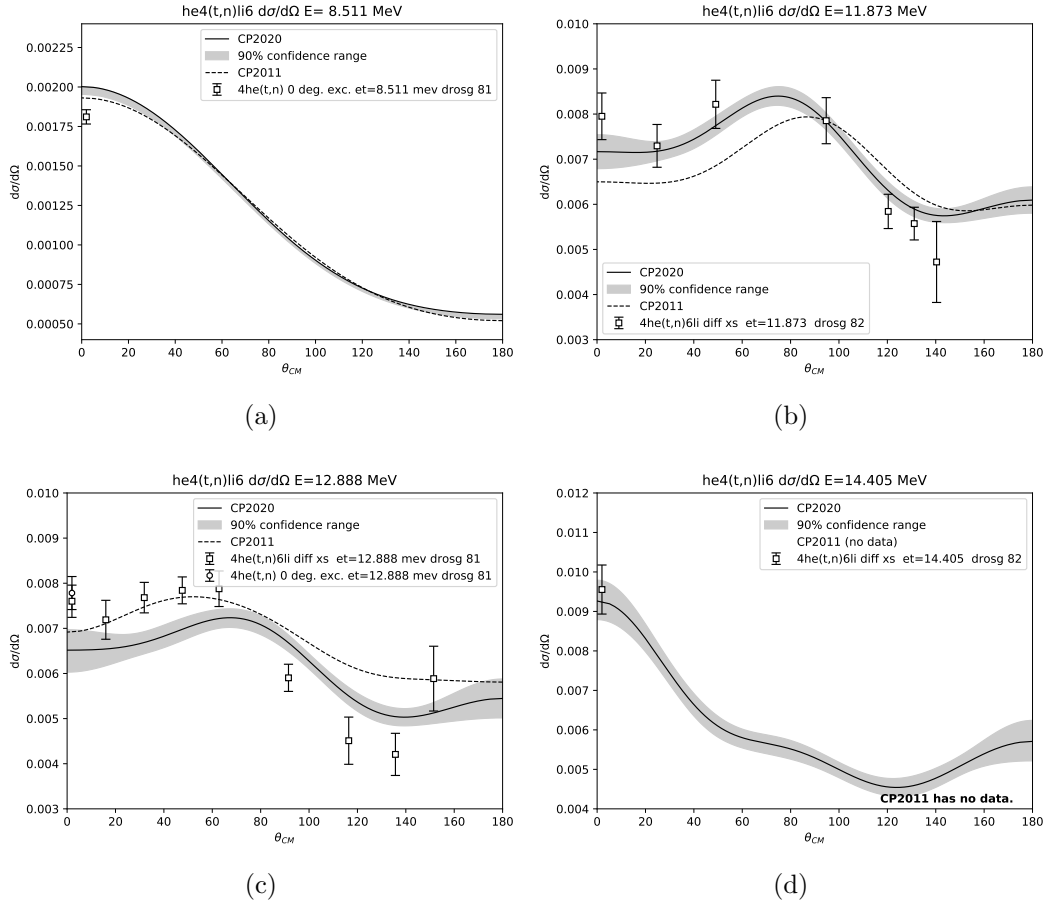 he4(t,n)li6 dσ/dΩ E= 8.511 MeV
CP2020
90% confidence range
CP2011
4he(t,n) 0 deg. exc. et=8.511 mev drosg 81
0.00225
0.00200
0.00175
0.00150
0.00125
0.00100
0.00075
0.00050
dσ/dΩ
0 20 40 60 80 100 120 140 160 180
θCM
(a)
he4(t,n)li6 dσ/dΩ E=11.873 MeV
0.010
0.009
0.008
0.007
0.006
0.005
0.004
0.003
dσ/dΩ
CP2020
90% confidence range
CP2011
4he(t,n)6li diff xs et=11.873 drosg 82
0 20 40 60 80 100 120 140 160 180
θCM
(b)
he4(t,n)li6 dσ/dΩ E=12.888 MeV
CP2020
90% confidence range
CP2011
4he(t,n)6li diff xs et=12.888 mev drosg 81
4he(t,n) 0 deg. exc. et=12.888 mev drosg 81
0.010
0.009
0.008
0.007
0.006
0.005
0.004
0.003
dσ/dΩ
0 20 40 60 80 100 120 140 160 180
θCM
(c)
he4(t,n)li6 dσ/dΩ E=14.405 MeV
CP2020
90% confidence range
CP2011 (no data)
4he(t,n)6li diff xs et=14.405 drosg 82
0.012
0.011
0.010
0.009
0.008
0.007
0.006
0.005
0.004
dσ/dΩ
CP2011 has no data.
0 20 40 60 80 100 120 140 160 180
θCM
(d)